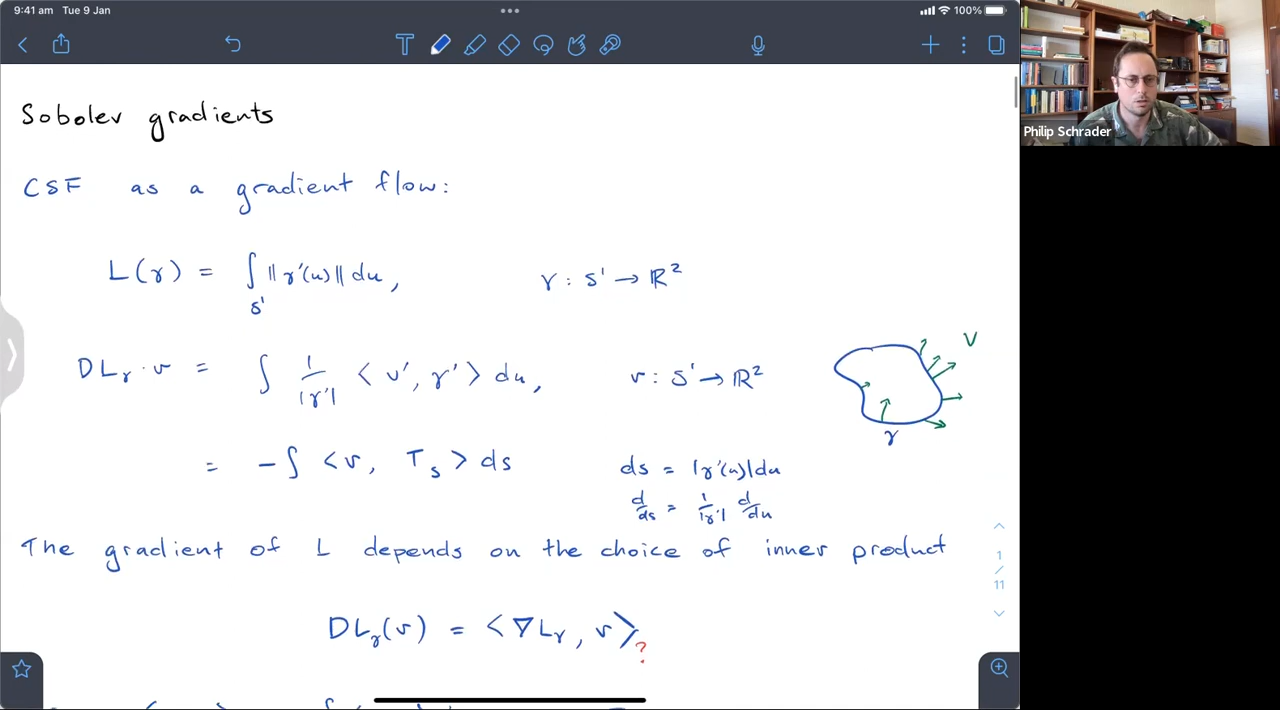 9:41 am Tue 9 Jan
100%
Philip Schrader
Sobolev gradients
CSF as a gradient flow:
L(γ) = ∫_{S¹} ‖γ'(u)‖ du, γ : S¹ → ℝ²
DL_γ · v = ∫ 1/|γ'| < v', γ' > du, v : S¹ → ℝ²
V
γ
= - ∫ < v, T_s > ds ds = |γ'(u)| du
d/ds = 1/|γ'| d/du
The gradient of L depends on the choice of inner product
1
/
11
DL_γ(v) = < ∇L_γ, v >_?